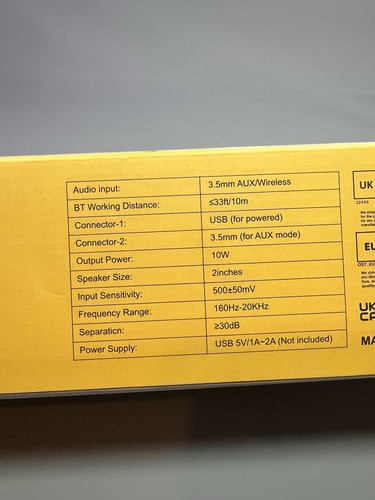 Audio input: 3.5mm AUX/Wireless
BT Working Distance: ≤33ft/10m
Connector-1: USB (for powered)
Connector-2: 3.5mm (for AUX mode)
Output Power: 10W
Speaker Size: 2inches
Input Sensitivity: 500±50mV
Frequency Range: 160Hz-20KHz
Separation: ≥30dB
Power Supply: USB 5V/1A~2A (Not included)
UK
EU
UK
CA
MA